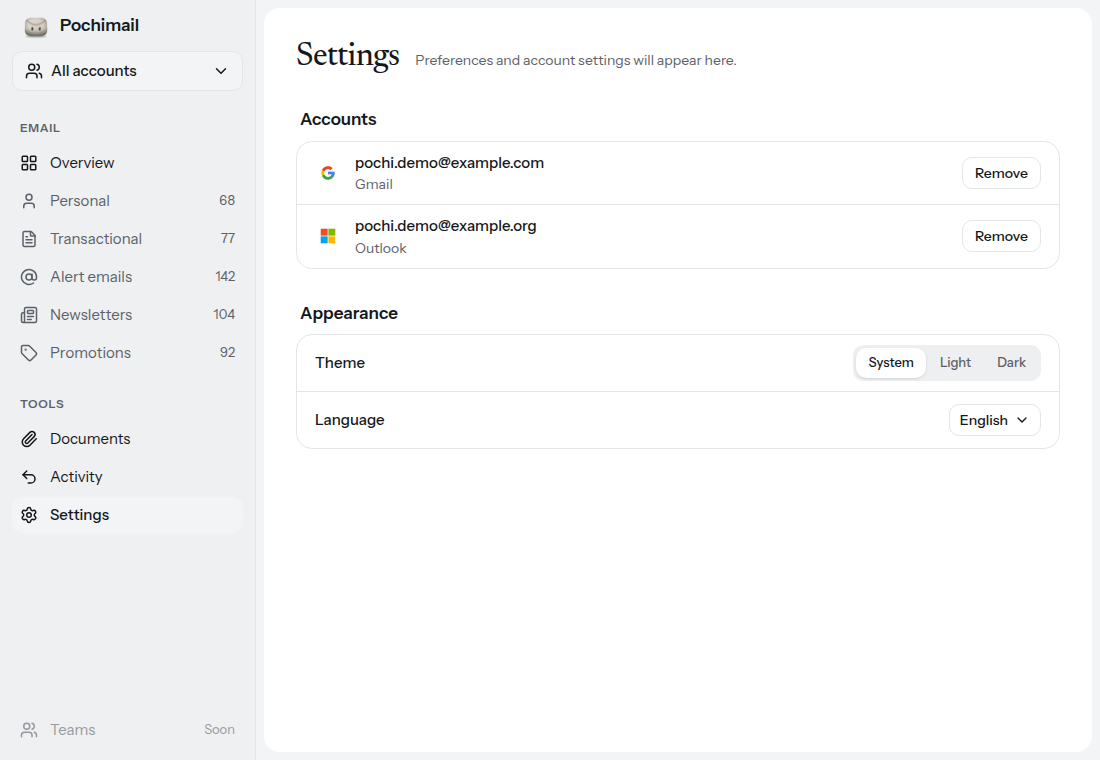 Pochimail
All accounts
EMAIL
Overview
Personal 68
Transactional 77
Alert emails 142
Newsletters 104
Promotions 92
TOOLS
Documents
Activity
Settings
Teams Soon
Settings Preferences and account settings will appear here.
Accounts
pochi.demo@example.com
Gmail
Remove
pochi.demo@example.org
Outlook
Remove
Appearance
Theme System Light Dark
Language English